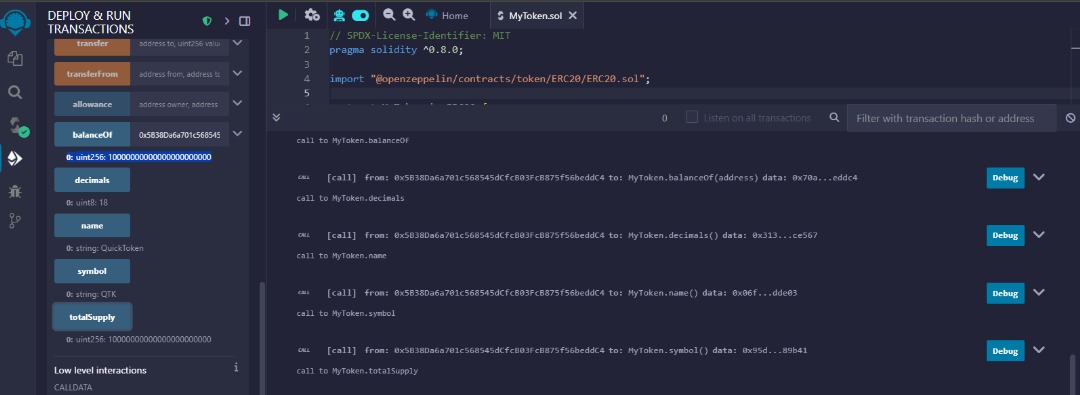 DEPLOY & RUN
TRANSACTIONS
transfer address to, uint256 valu
transferFrom address from, address to
allowance address owner, address
balanceOf 0x5B38Da6a701c568545
0: uint256: 1000000000000000000000000
decimals
0: uint8: 18
name
0: string: QuickToken
symbol
0: string: QTK
totalSupply
0: uint256: 1000000000000000000000000
Low level interactions i
CALLDATA
Home MyToken.sol
1 // SPDX-License-Identifier: MIT
2 pragma solidity ^0.8.0;
3
4 import "@openzeppelin/contracts/token/ERC20/ERC20.sol";
5
0 Listen on all transactions Filter with transaction hash or address
call to MyToken.balanceOf
CALL [call] from: 0x5B38Da6a701c568545dCfcB03FcB875f56beddC4 to: MyToken.balanceOf(address) data: 0x70a...eddc4 Debug
call to MyToken.decimals
CALL [call] from: 0x5B38Da6a701c568545dCfcB03FcB875f56beddC4 to: MyToken.decimals() data: 0x313...ce567 Debug
call to MyToken.name
CALL [call] from: 0x5B38Da6a701c568545dCfcB03FcB875f56beddC4 to: MyToken.name() data: 0x06f...dde03 Debug
call to MyToken.symbol
CALL [call] from: 0x5B38Da6a701c568545dCfcB03FcB875f56beddC4 to: MyToken.symbol() data: 0x95d...89b41 Debug
call to MyToken.totalSupply